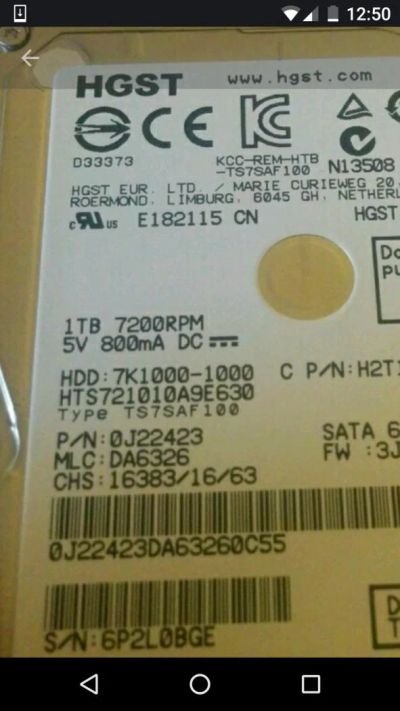 12:50
HGST www.hgst.com
D33373
KCC-REM-HTB
-TS7SAF100 N13508
HGST EUR. LTD. / MARIE CURIEWEG 20,
ROERMOND, LIMBURG, 6045 GH,
c RU us E182115 CN HGST
1TB 7200RPM
5V 800mA DC
HDD:7K1000-1000 C P/N:H2T
HTS721010A9E630
Type TS7SAF100
P/N:0J22423 SATA 6
MLC:DA6326 FW :3J
CHS:16383/16/63
0J22423DA63260C55
S/N:6P2L0BGE